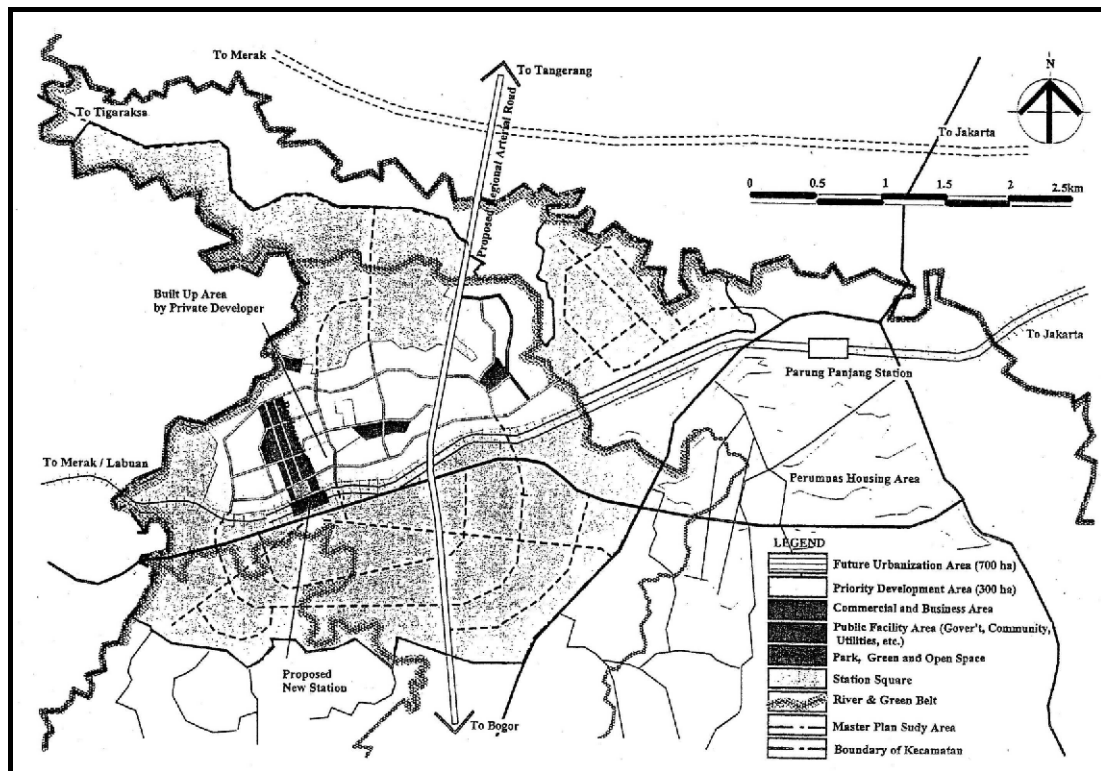 N
To Merak
To Tangerang
To Tigaraksa
To Jakarta
Proposed Regional Arterial Road
0 0.5 1 1.5 2 2.5km
Built Up Area
by Private Developer
To Jakarta
Parung Panjang Station
To Merak / Labuan
Perumnas Housing Area
LEGEND
Future Urbanization Area (700 ha)
Priority Development Area (300 ha)
Commercial and Business Area
Public Facility Area (Gover't, Community,
Utilities, etc.)
Park, Green and Open Space
Station Square
River & Green Belt
Master Plan Sudy Area
Boundary of Kecamatan
Proposed
New Station
To Bogor